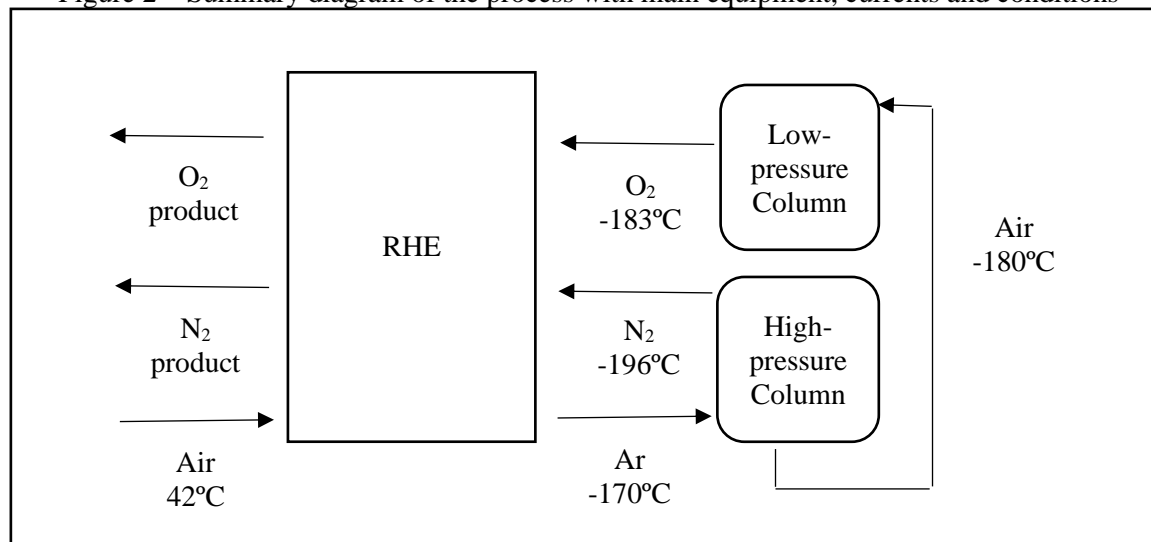 Figure 2 – Summary diagram of the process with main equipment, currents and conditions
Low-
pressure
Column
O₂
product
O₂
-183ºC
RHE
Air
-180ºC
N₂
product
N₂
-196ºC
High-
pressure
Column
Air
42ºC
Ar
-170ºC